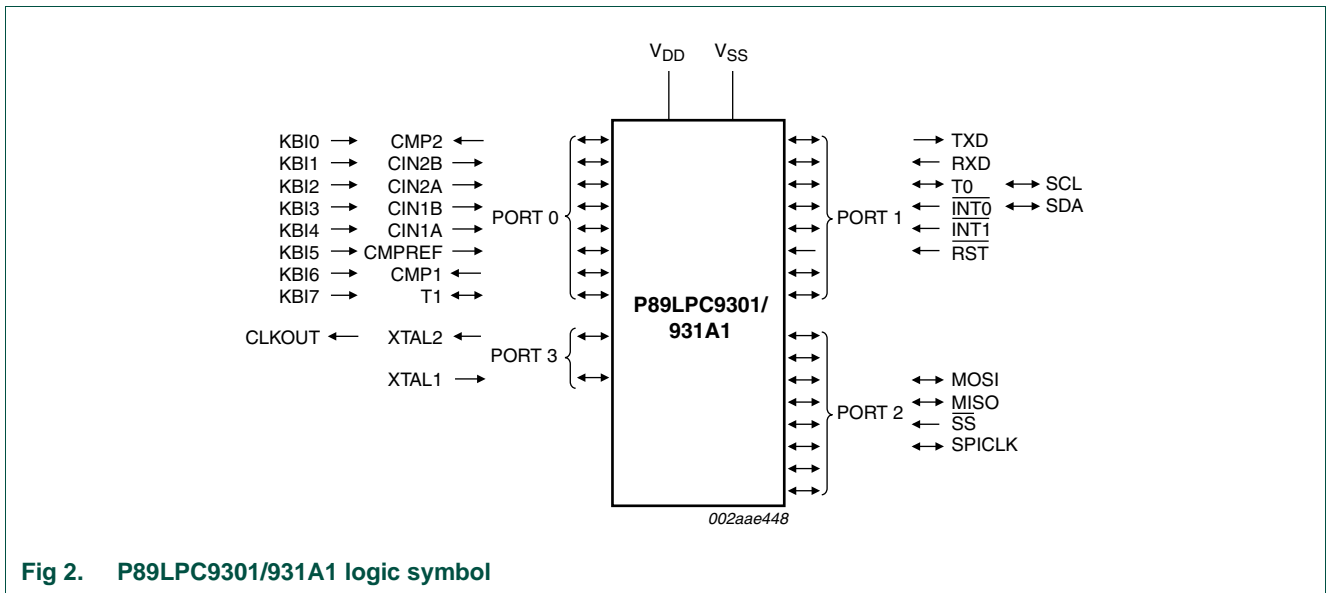 VDD VSS
KBI0 CMP2 TXD
KBI1 CIN2B RXD
KBI2 CIN2A T0 SCL
KBI3 CIN1B INT0 SDA
PORT 0 PORT 1
KBI4 CIN1A INT1
KBI5 CMPREF RST
KBI6 CMP1
KBI7 T1
P89LPC9301/
931A1
CLKOUT XTAL2
PORT 3
XTAL1 MOSI
MISO
PORT 2
SS
SPICLK
002aae448
Fig 2. P89LPC9301/931A1 logic symbol